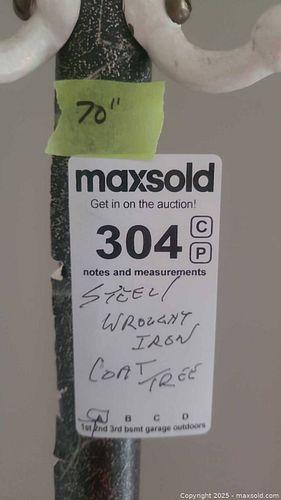 70"
maxsold
Get in on the auction!
304 C
P
notes and measurements
STEEL/
WROUGHT
IRON
COAT TREE
A B C D
1st 2nd 3rd bsmt garage outdoors
Copyright © 2025 - maxsold.com